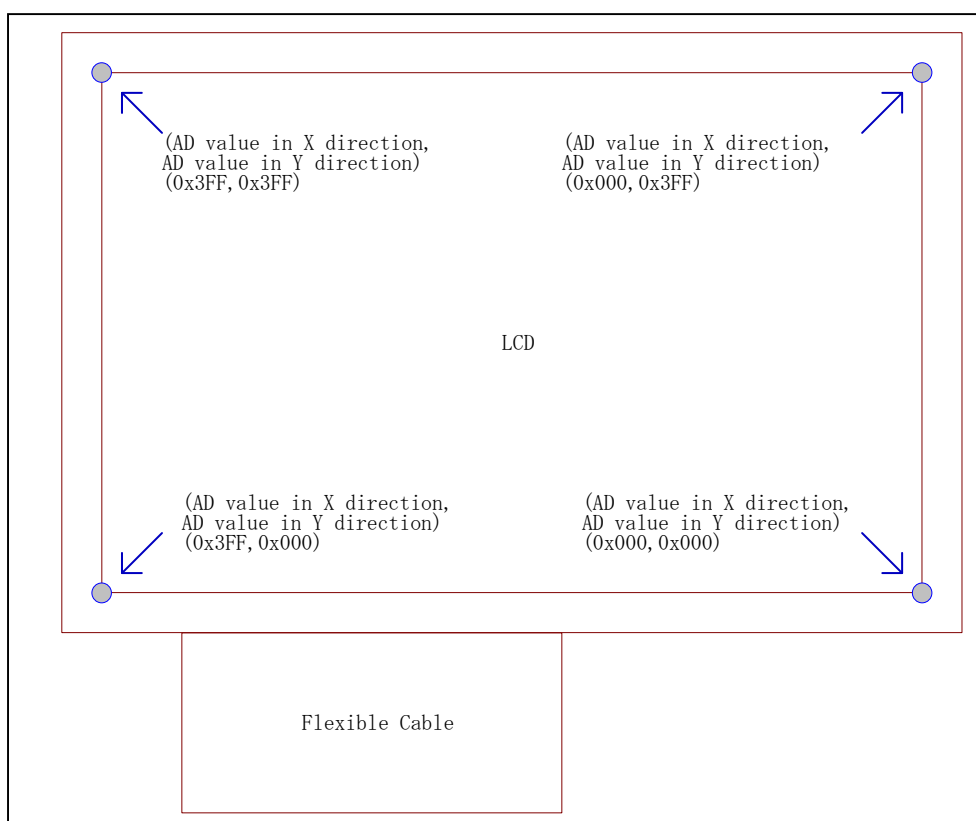 (AD value in X direction,
AD value in Y direction)
(0x3FF,0x3FF)
(AD value in X direction,
AD value in Y direction)
(0x000,0x3FF)
LCD
(AD value in X direction,
AD value in Y direction)
(0x3FF,0x000)
(AD value in X direction,
AD value in Y direction)
(0x000,0x000)
Flexible Cable